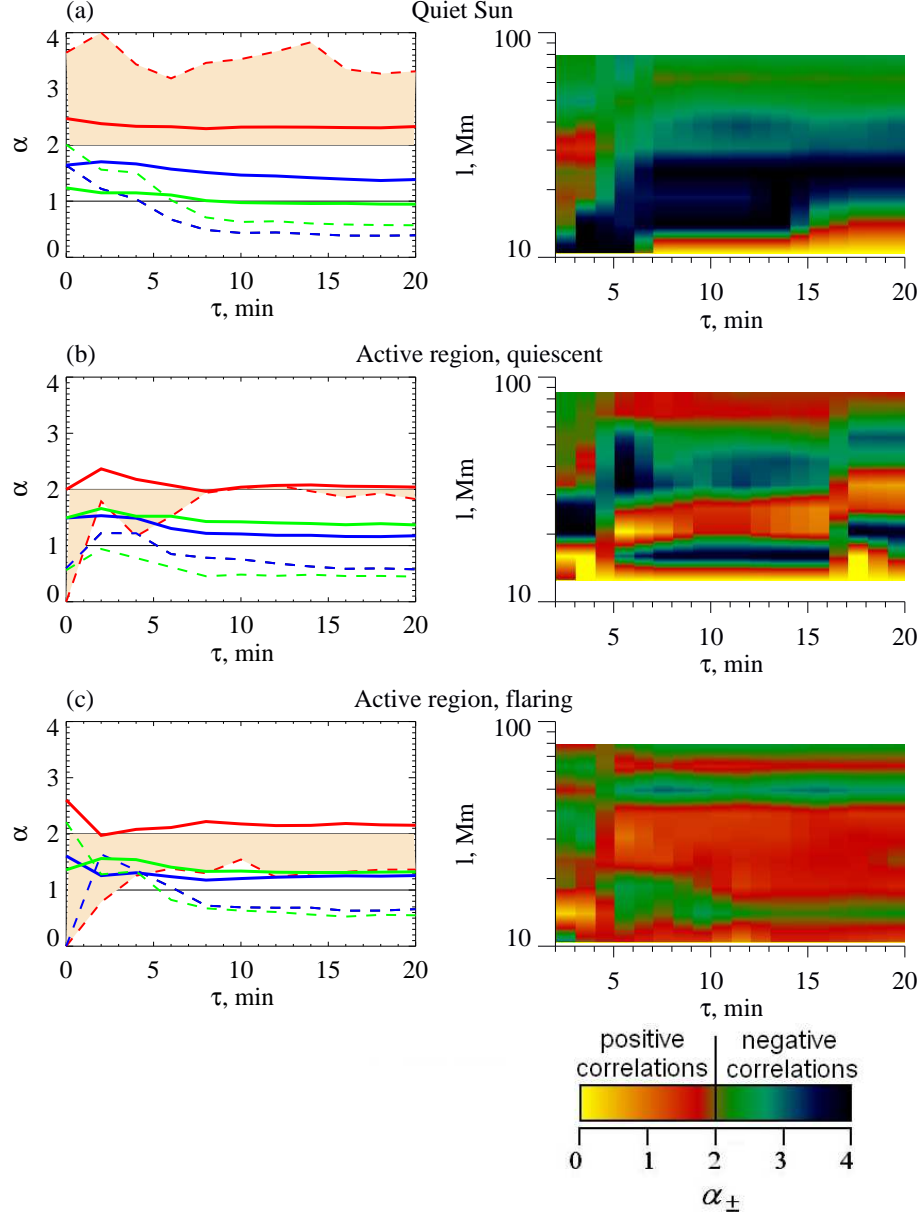 (a) Quiet Sun
4
3
2
1
0
α
0 5 10 15 20
τ, min
100
10
l, Mm
5 10 15 20
τ, min
(b) Active region, quiescent
4
3
2
1
0
α
0 5 10 15 20
τ, min
100
10
l, Mm
5 10 15 20
τ, min
(c) Active region, flaring
4
3
2
1
0
α
0 5 10 15 20
τ, min
100
10
l, Mm
5 10 15 20
τ, min
positive correlations
negative correlations
0 1 2 3 4
α±